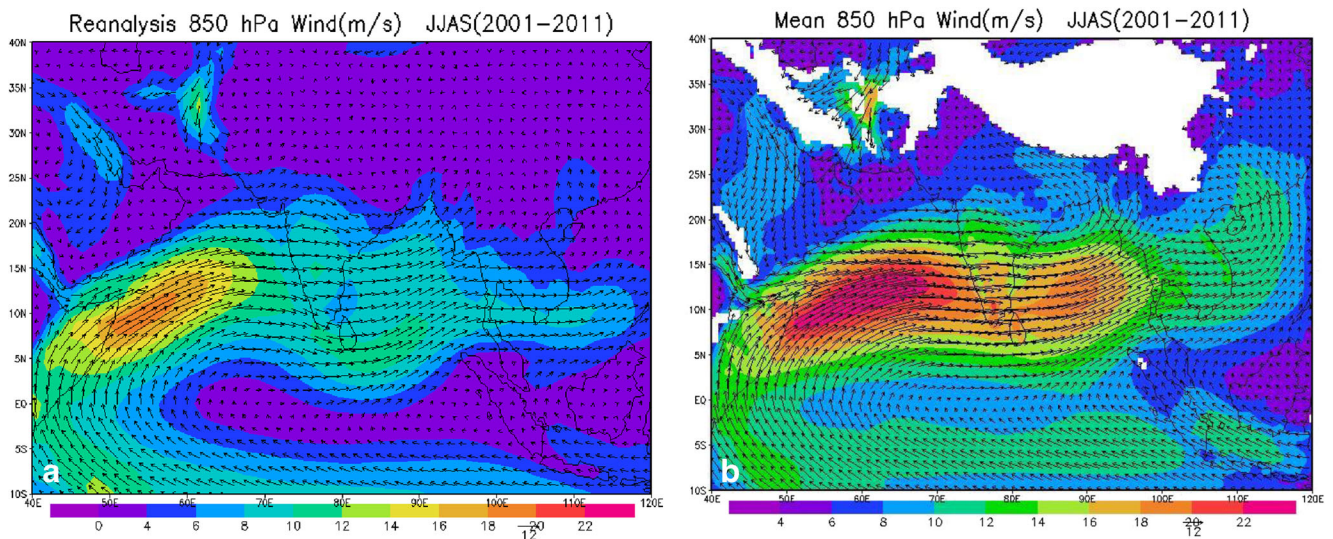 Reanalysis 850 hPa Wind(m/s) JJAS(2001-2011)
40N
35N
30N
25N
20N
15N
10N
5N
EQ
5S
10S
a
40E 50E 60E 70E 80E 90E 100E 110E 120E
0 4 6 8 10 12 14 16 18 20 22
12
Mean 850 hPa Wind(m/s) JJAS(2001-2011)
40N
35N
30N
25N
20N
15N
10N
5N
EQ
5S
10S
b
40E 50E 60E 70E 80E 90E 100E 110E 120E
4 6 8 10 12 14 16 18 20 22
12